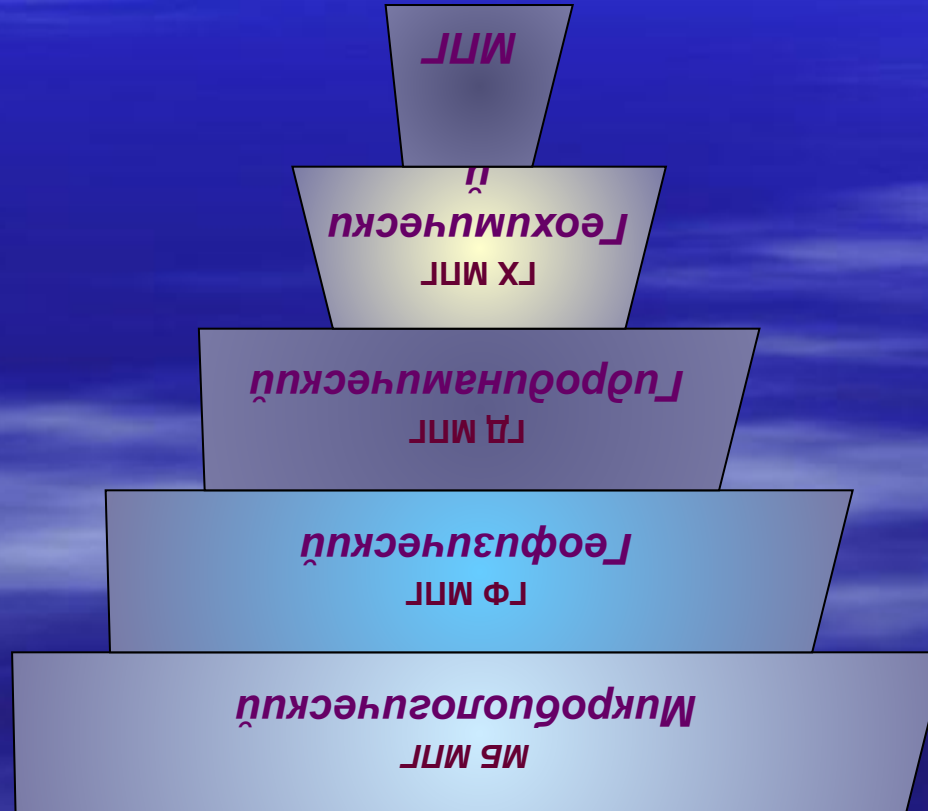 МБ МПГ
Микробиологический
ГФ МПГ
Геофизический
ГД МПГ
Гидродинамический
ГХ МПГ
Геохимически
й
МПГ